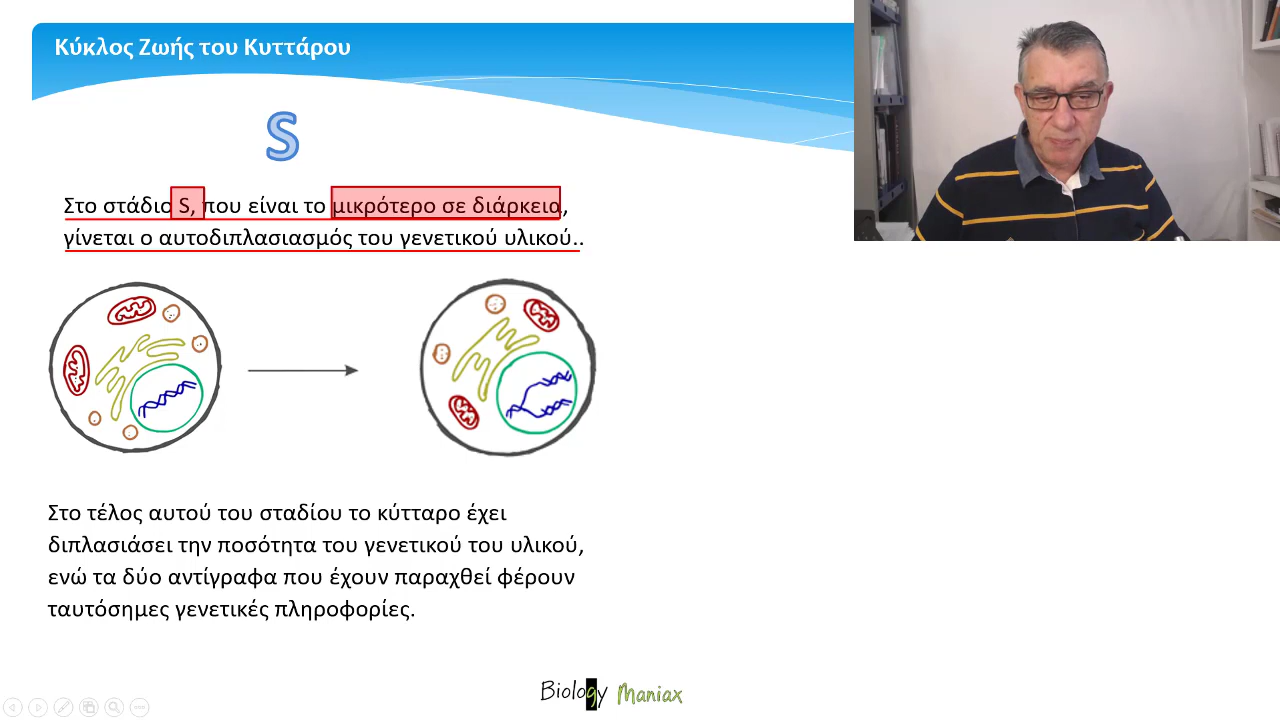 Κύκλος Ζωής του Κυττάρου
S
Στο στάδιο S, που είναι το μικρότερο σε διάρκεια,
γίνεται ο αυτοδιπλασιασμός του γενετικού υλικού..
Στο τέλος αυτού του σταδίου το κύτταρο έχει
διπλασιάσει την ποσότητα του γενετικού του υλικού,
ενώ τα δύο αντίγραφα που έχουν παραχθεί φέρουν
ταυτόσημες γενετικές πληροφορίες.
Biology Maniax